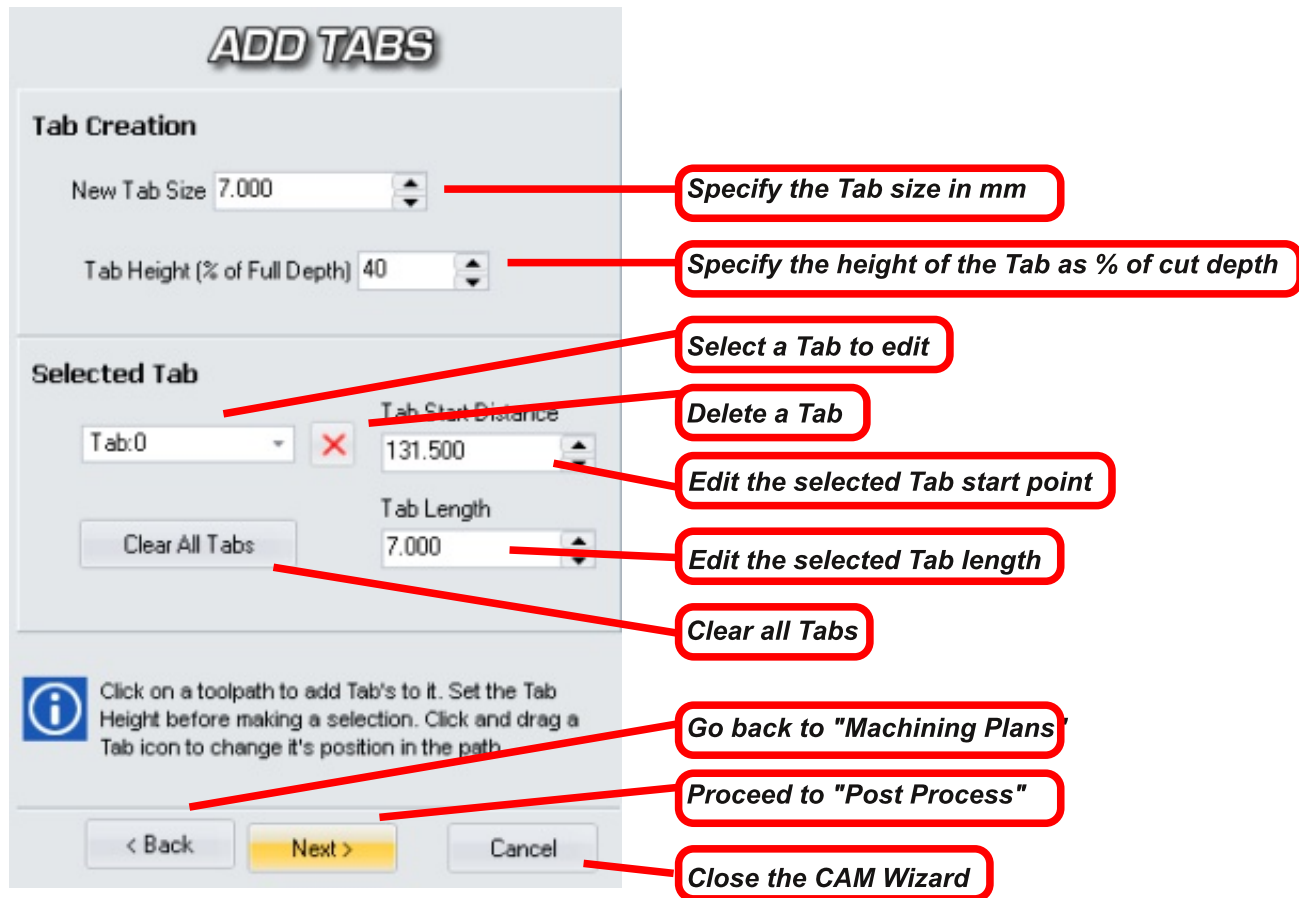 ADD TABS
Tab Creation
New Tab Size 7.000
Specify the Tab size in mm
Tab Height (% of Full Depth) 40
Specify the height of the Tab as % of cut depth
Select a Tab to edit
Selected Tab
Tab Start Distance
Delete a Tab
Tab:0
131.500
Edit the selected Tab start point
Tab Length
Clear All Tabs
7.000
Edit the selected Tab length
Clear all Tabs
Click on a toolpath to add Tab's to it. Set the Tab
Height before making a selection. Click and drag a
Tab icon to change it's position in the path
Go back to "Machining Plans"
Proceed to "Post Process"
< Back
Next >
Cancel
Close the CAM Wizard